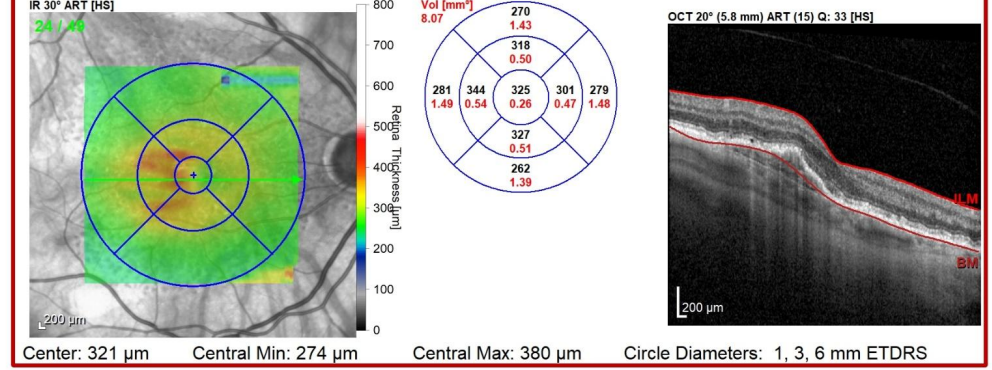 IR 30° ART [HS]
24 / 49
200 µm
800
700
600
500
400
300
200
100
0
Retina Thickness [µm]
Vol [mm³]
8.07
270
1.43
318
0.50
281 344 325 301 279
1.49 0.54 0.26 0.47 1.48
327
0.51
262
1.39
OCT 20° (5.8 mm) ART (15) Q: 33 [HS]
ILM
BM
200 µm
Center: 321 µm Central Min: 274 µm Central Max: 380 µm Circle Diameters: 1, 3, 6 mm ETDRS